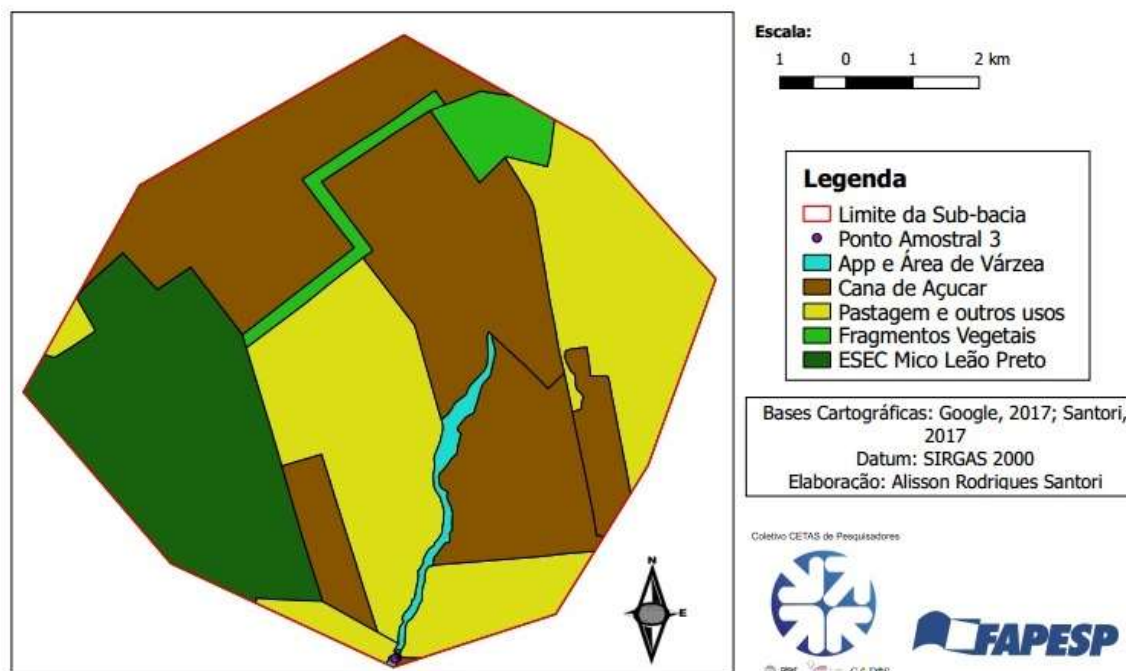 Escala:
1 0 1 2 km
Legenda
Limite da Sub-bacia
Ponto Amostral 3
App e Área de Várzea
Cana de Açucar
Pastagem e outros usos
Fragmentos Vegetais
ESEC Mico Leão Preto
Bases Cartográficas: Google, 2017; Santori,
2017
Datum: SIRGAS 2000
Elaboração: Alisson Rodrigues Santori
Coletivo CETAS de Pesquisadores
N
E
FAPESP